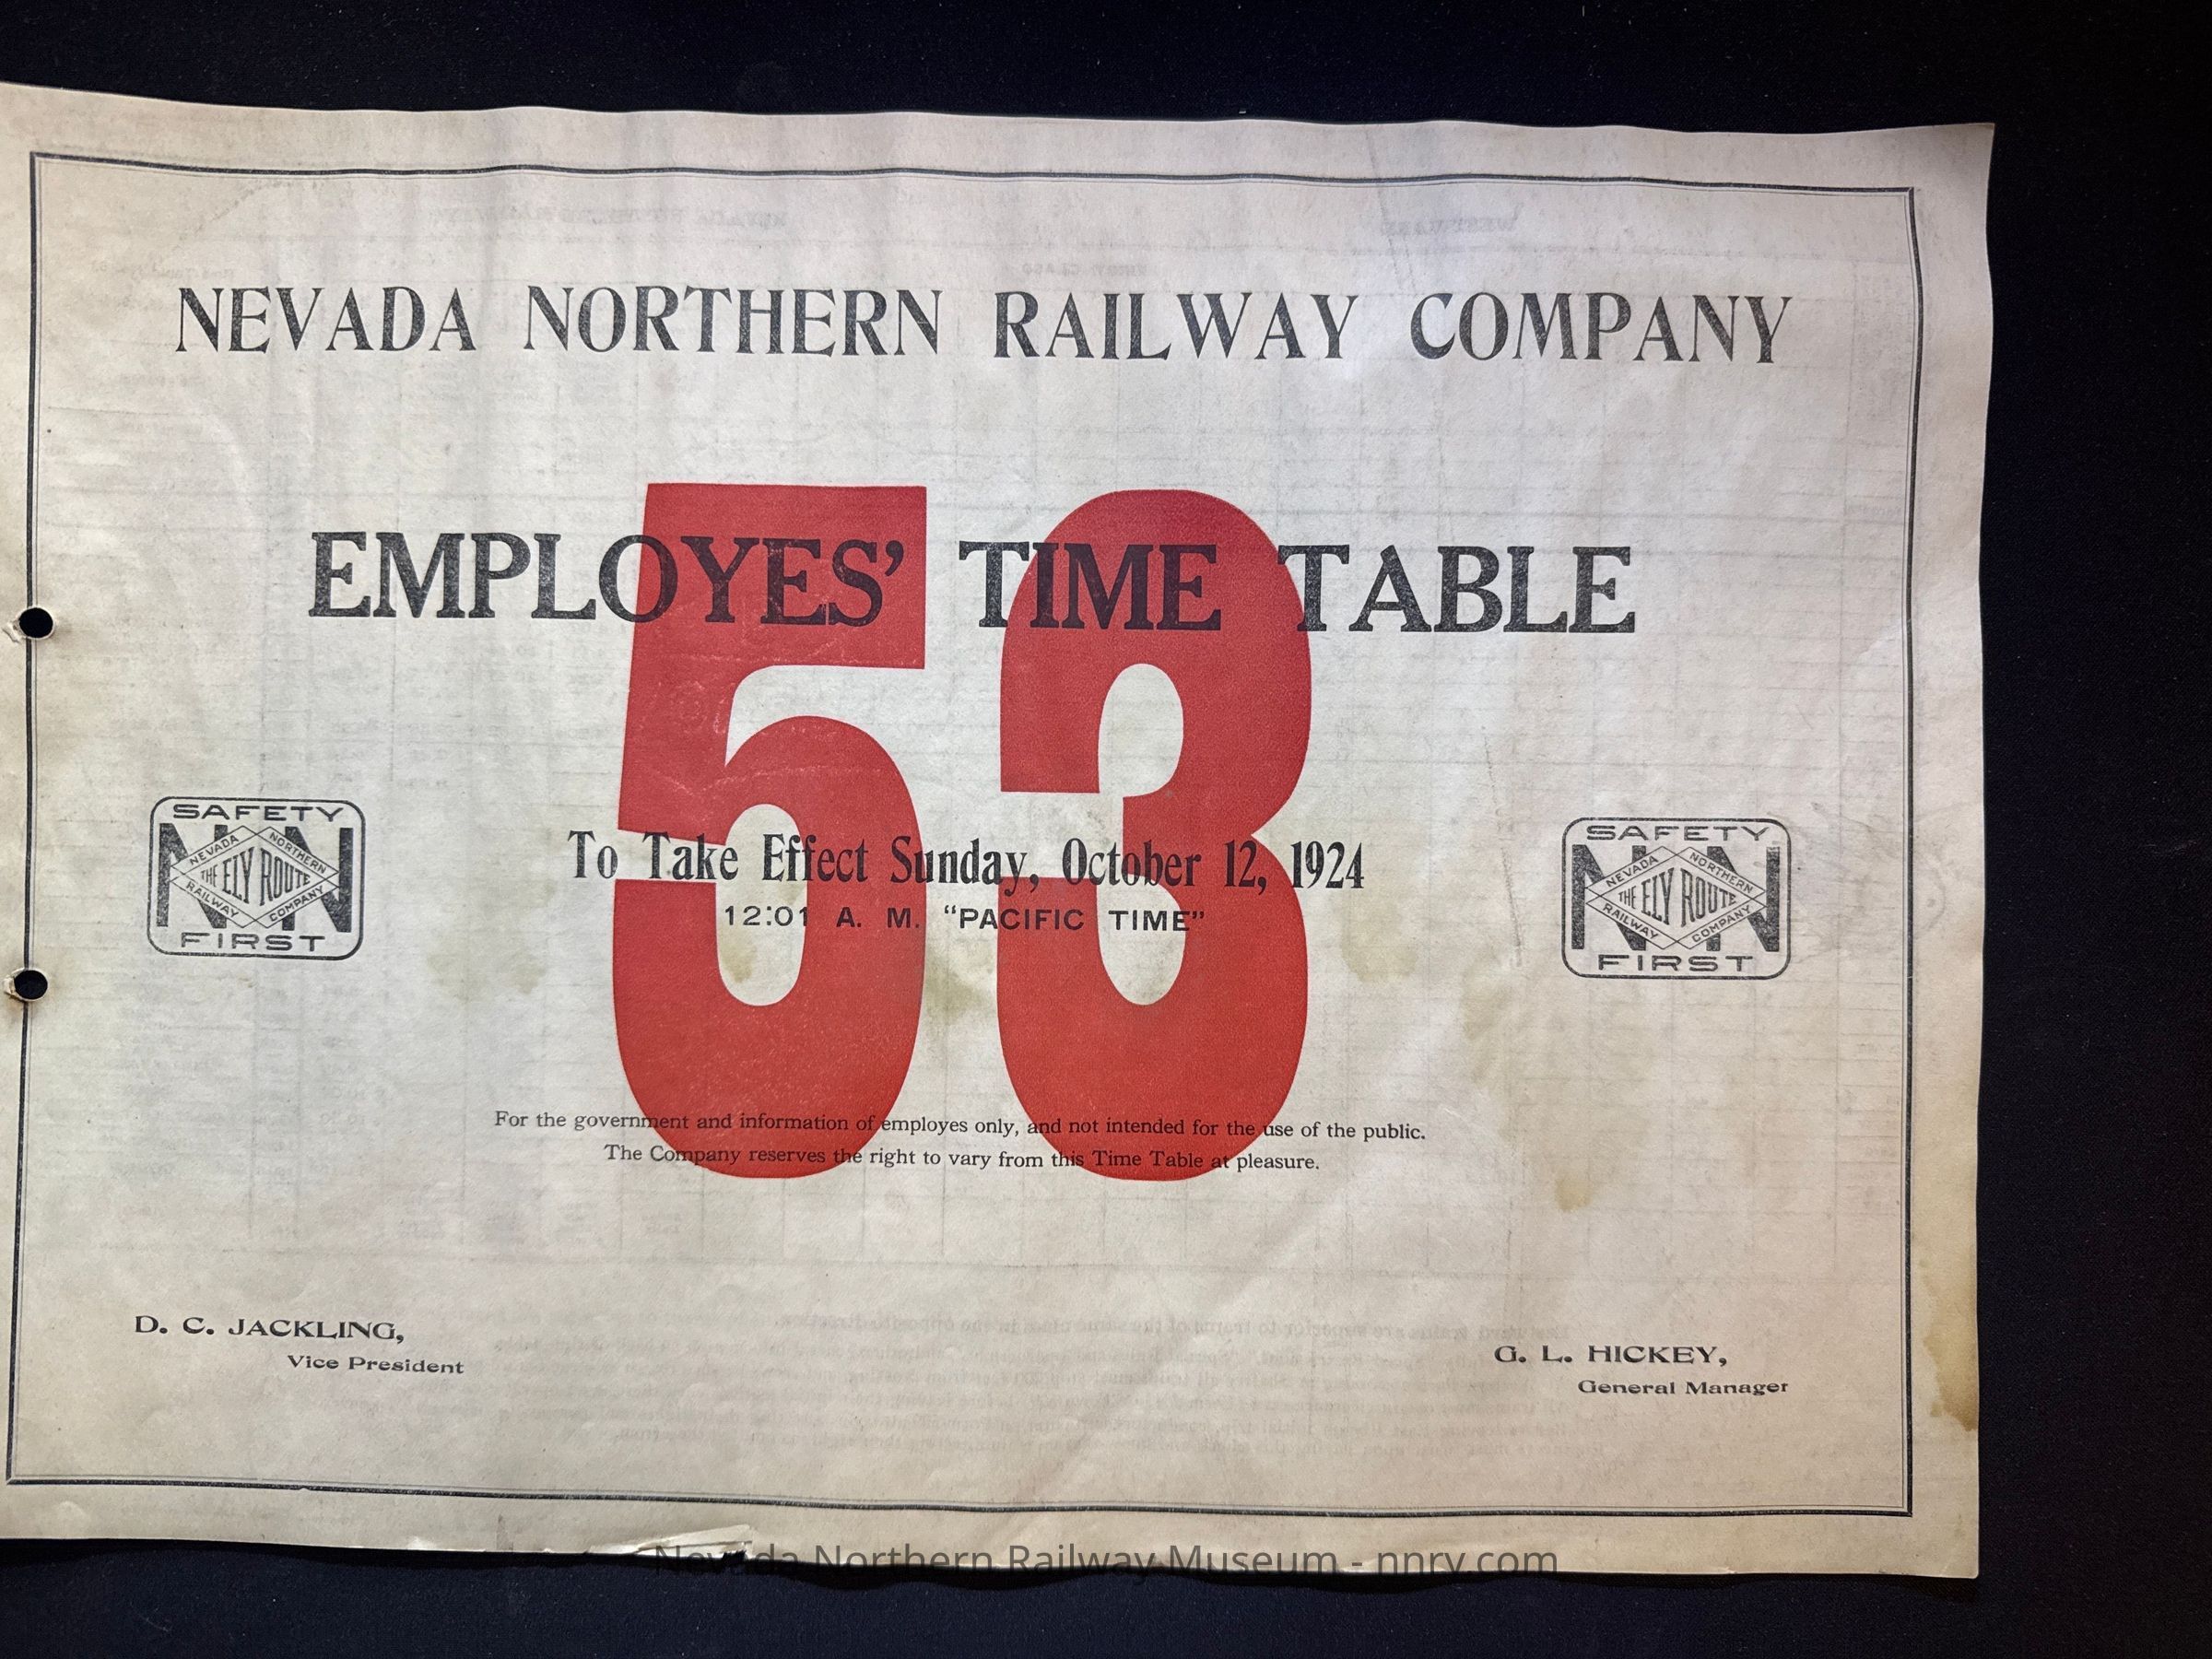 NEVADA NORTHERN RAILWAY COMPANY
53
EMPLOYES' TIME TABLE
SAFETY
NN
NEVADA NORTHERN
THE ELY ROUTE
RAILWAY COMPANY
FIRST
To Take Effect Sunday, October 12, 1924
12:01 A. M. "PACIFIC TIME"
SAFETY
NN
NEVADA NORTHERN
THE ELY ROUTE
RAILWAY COMPANY
FIRST
For the government and information of employes only, and not intended for the use of the public.
The Company reserves the right to vary from this Time Table at pleasure.
D. C. JACKLING,
Vice President
G. L. HICKEY,
General Manager
Nevada Northern Railway Museum - nnry.com